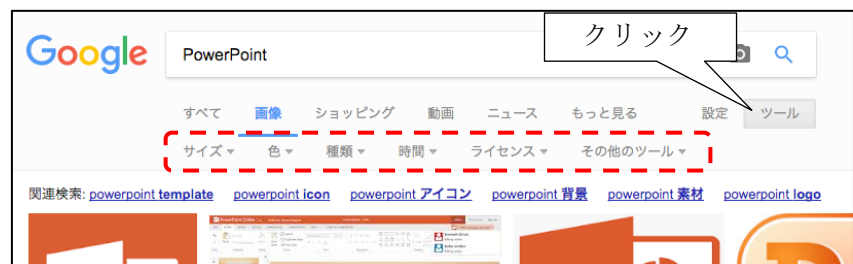 クリック
Google PowerPoint
すべて 画像 ショッピング 動画 ニュース もっと見る 設定 ツール
サイズ 色 種類 時間 ライセンス その他のツール
関連検索: powerpoint template powerpoint icon powerpoint アイコン powerpoint 背景 powerpoint 素材 powerpoint logo